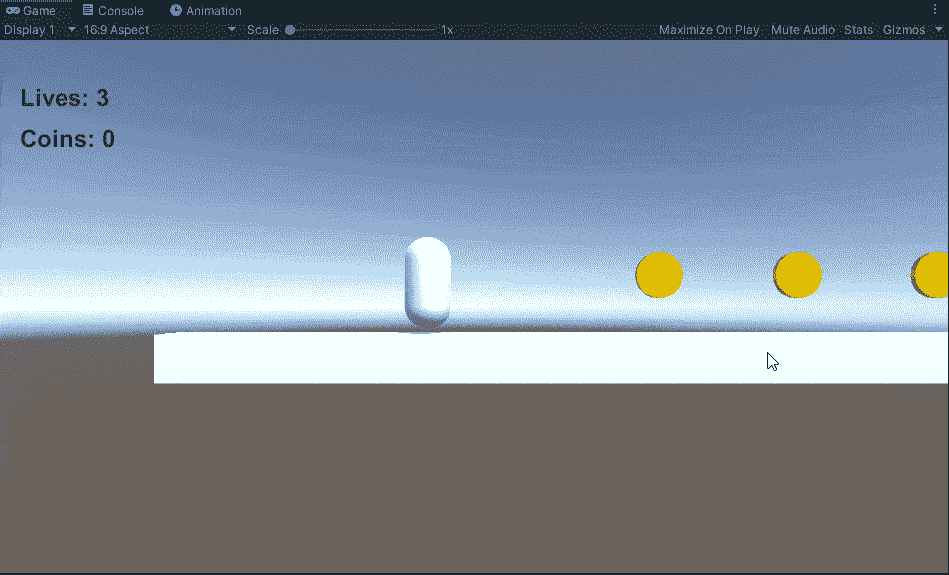 Game Console Animation
Display 1 16:9 Aspect Scale 1x Maximize On Play Mute Audio Stats Gizmos
Lives: 3
Coins: 0